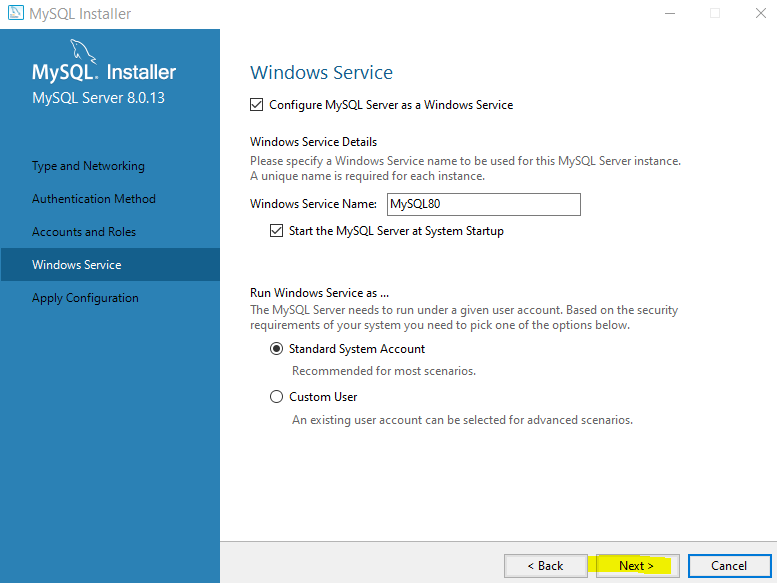 MySQL Installer
MySQL. Installer
MySQL Server 8.0.13
Type and Networking
Authentication Method
Accounts and Roles
Windows Service
Apply Configuration
Windows Service
Configure MySQL Server as a Windows Service
Windows Service Details
Please specify a Windows Service name to be used for this MySQL Server instance.
A unique name is required for each instance.
Windows Service Name: MySQL80
Start the MySQL Server at System Startup
Run Windows Service as ...
The MySQL Server needs to run under a given user account. Based on the security
requirements of your system you need to pick one of the options below.
Standard System Account
Recommended for most scenarios.
Custom User
An existing user account can be selected for advanced scenarios.
< Back Next > Cancel